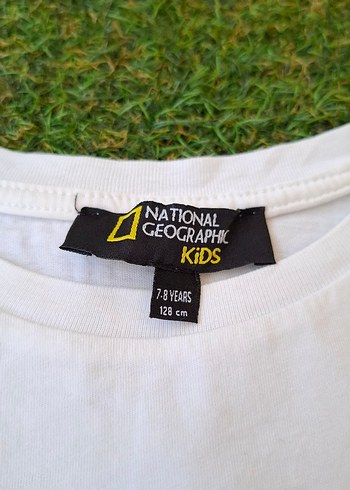 NATIONAL
GEOGRAPHIC
KiDS
7-8 YEARS
128 cm